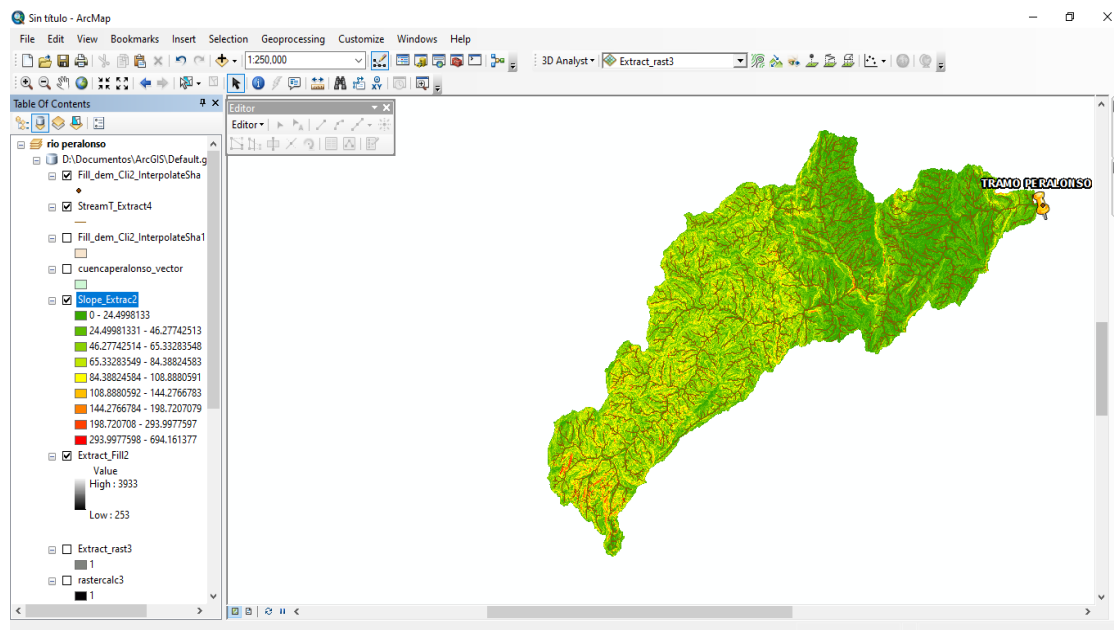 Sin título - ArcMap
File Edit View Bookmarks Insert Selection Geoprocessing Customize Windows Help
1:250,000
3D Analyst
Extract_rast3
Table Of Contents
Editor
Editor
rio peralonso
D:\Documentos\ArcGIS\Default.g
Fill_dem_Cli2_InterpolateSha
StreamT_Extract4
Fill_dem_Cli2_InterpolateSha1
cuencaperalonso_vector
Slope_Extrac2
0 - 24.4998133
24.49981331 - 46.27742513
46.27742514 - 65.33283548
65.33283549 - 84.38824583
84.38824584 - 108.8880591
108.8880592 - 144.2766783
144.2766784 - 198.7207079
198.720708 - 293.9977597
293.9977598 - 694.161377
Extract_Fill2
Value
High : 3933
Low : 253
Extract_rast3
1
rastercalc3
1
TRAMO PERALONSO